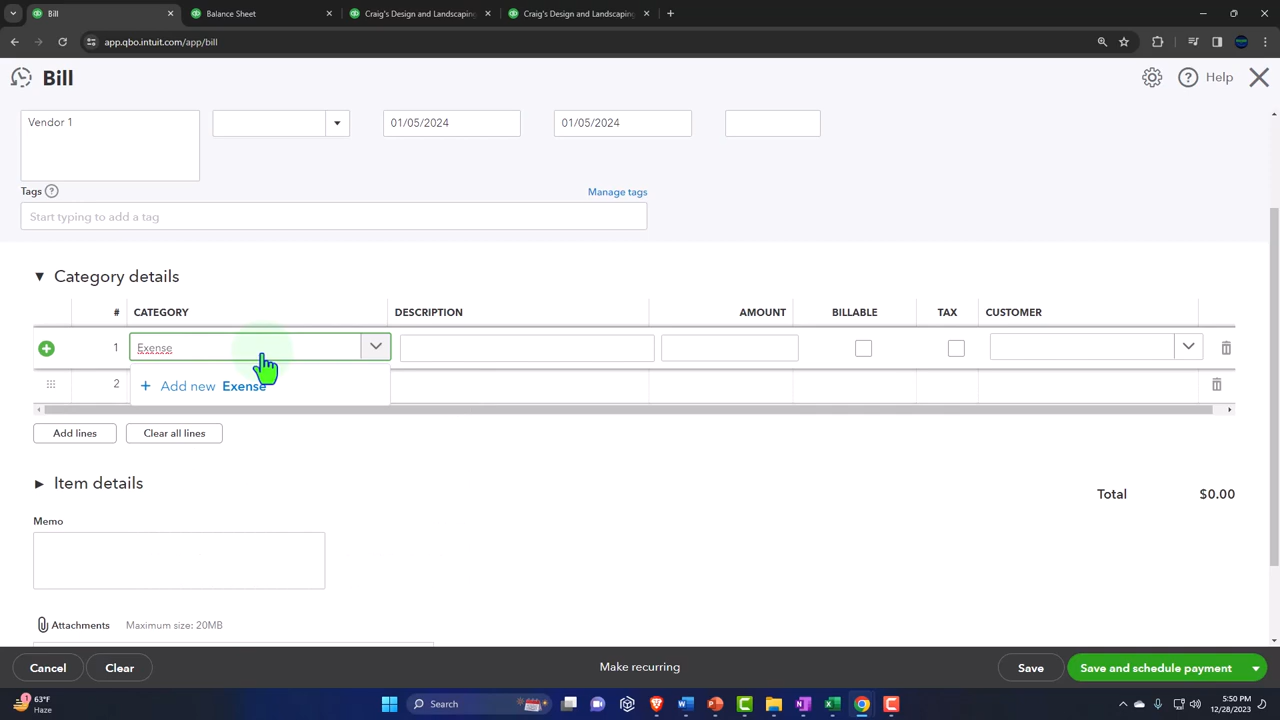 Bill
Balance Sheet
Craig's Design and Landscaping
Craig's Design and Landscaping
app.qbo.intuit.com/app/bill
Bill
Help
Vendor 1
01/05/2024
01/05/2024
Tags
Manage tags
Start typing to add a tag
Category details
# CATEGORY DESCRIPTION AMOUNT BILLABLE TAX CUSTOMER
1 Exense
2 + Add new Exense
Add lines
Clear all lines
Item details
Total $0.00
Memo
Attachments Maximum size: 20MB
Cancel
Clear
Make recurring
Save
Save and schedule payment
1
63°F
Haze
Search
5:50 PM
12/28/2023